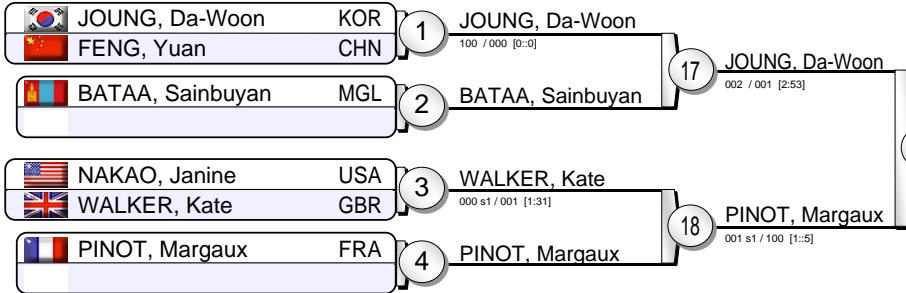 JOUNG, Da-Woon KOR
FENG, Yuan CHN
1
JOUNG, Da-Woon
100 / 000 [0::0]
BATAA, Sainbuyan MGL
2
BATAA, Sainbuyan
17
JOUNG, Da-Woon
002 / 001 [2:53]
NAKAO, Janine USA
WALKER, Kate GBR
3
WALKER, Kate
000 s1 / 001 [1:31]
PINOT, Margaux FRA
4
PINOT, Margaux
18
PINOT, Margaux
001 s1 / 100 [1::5]